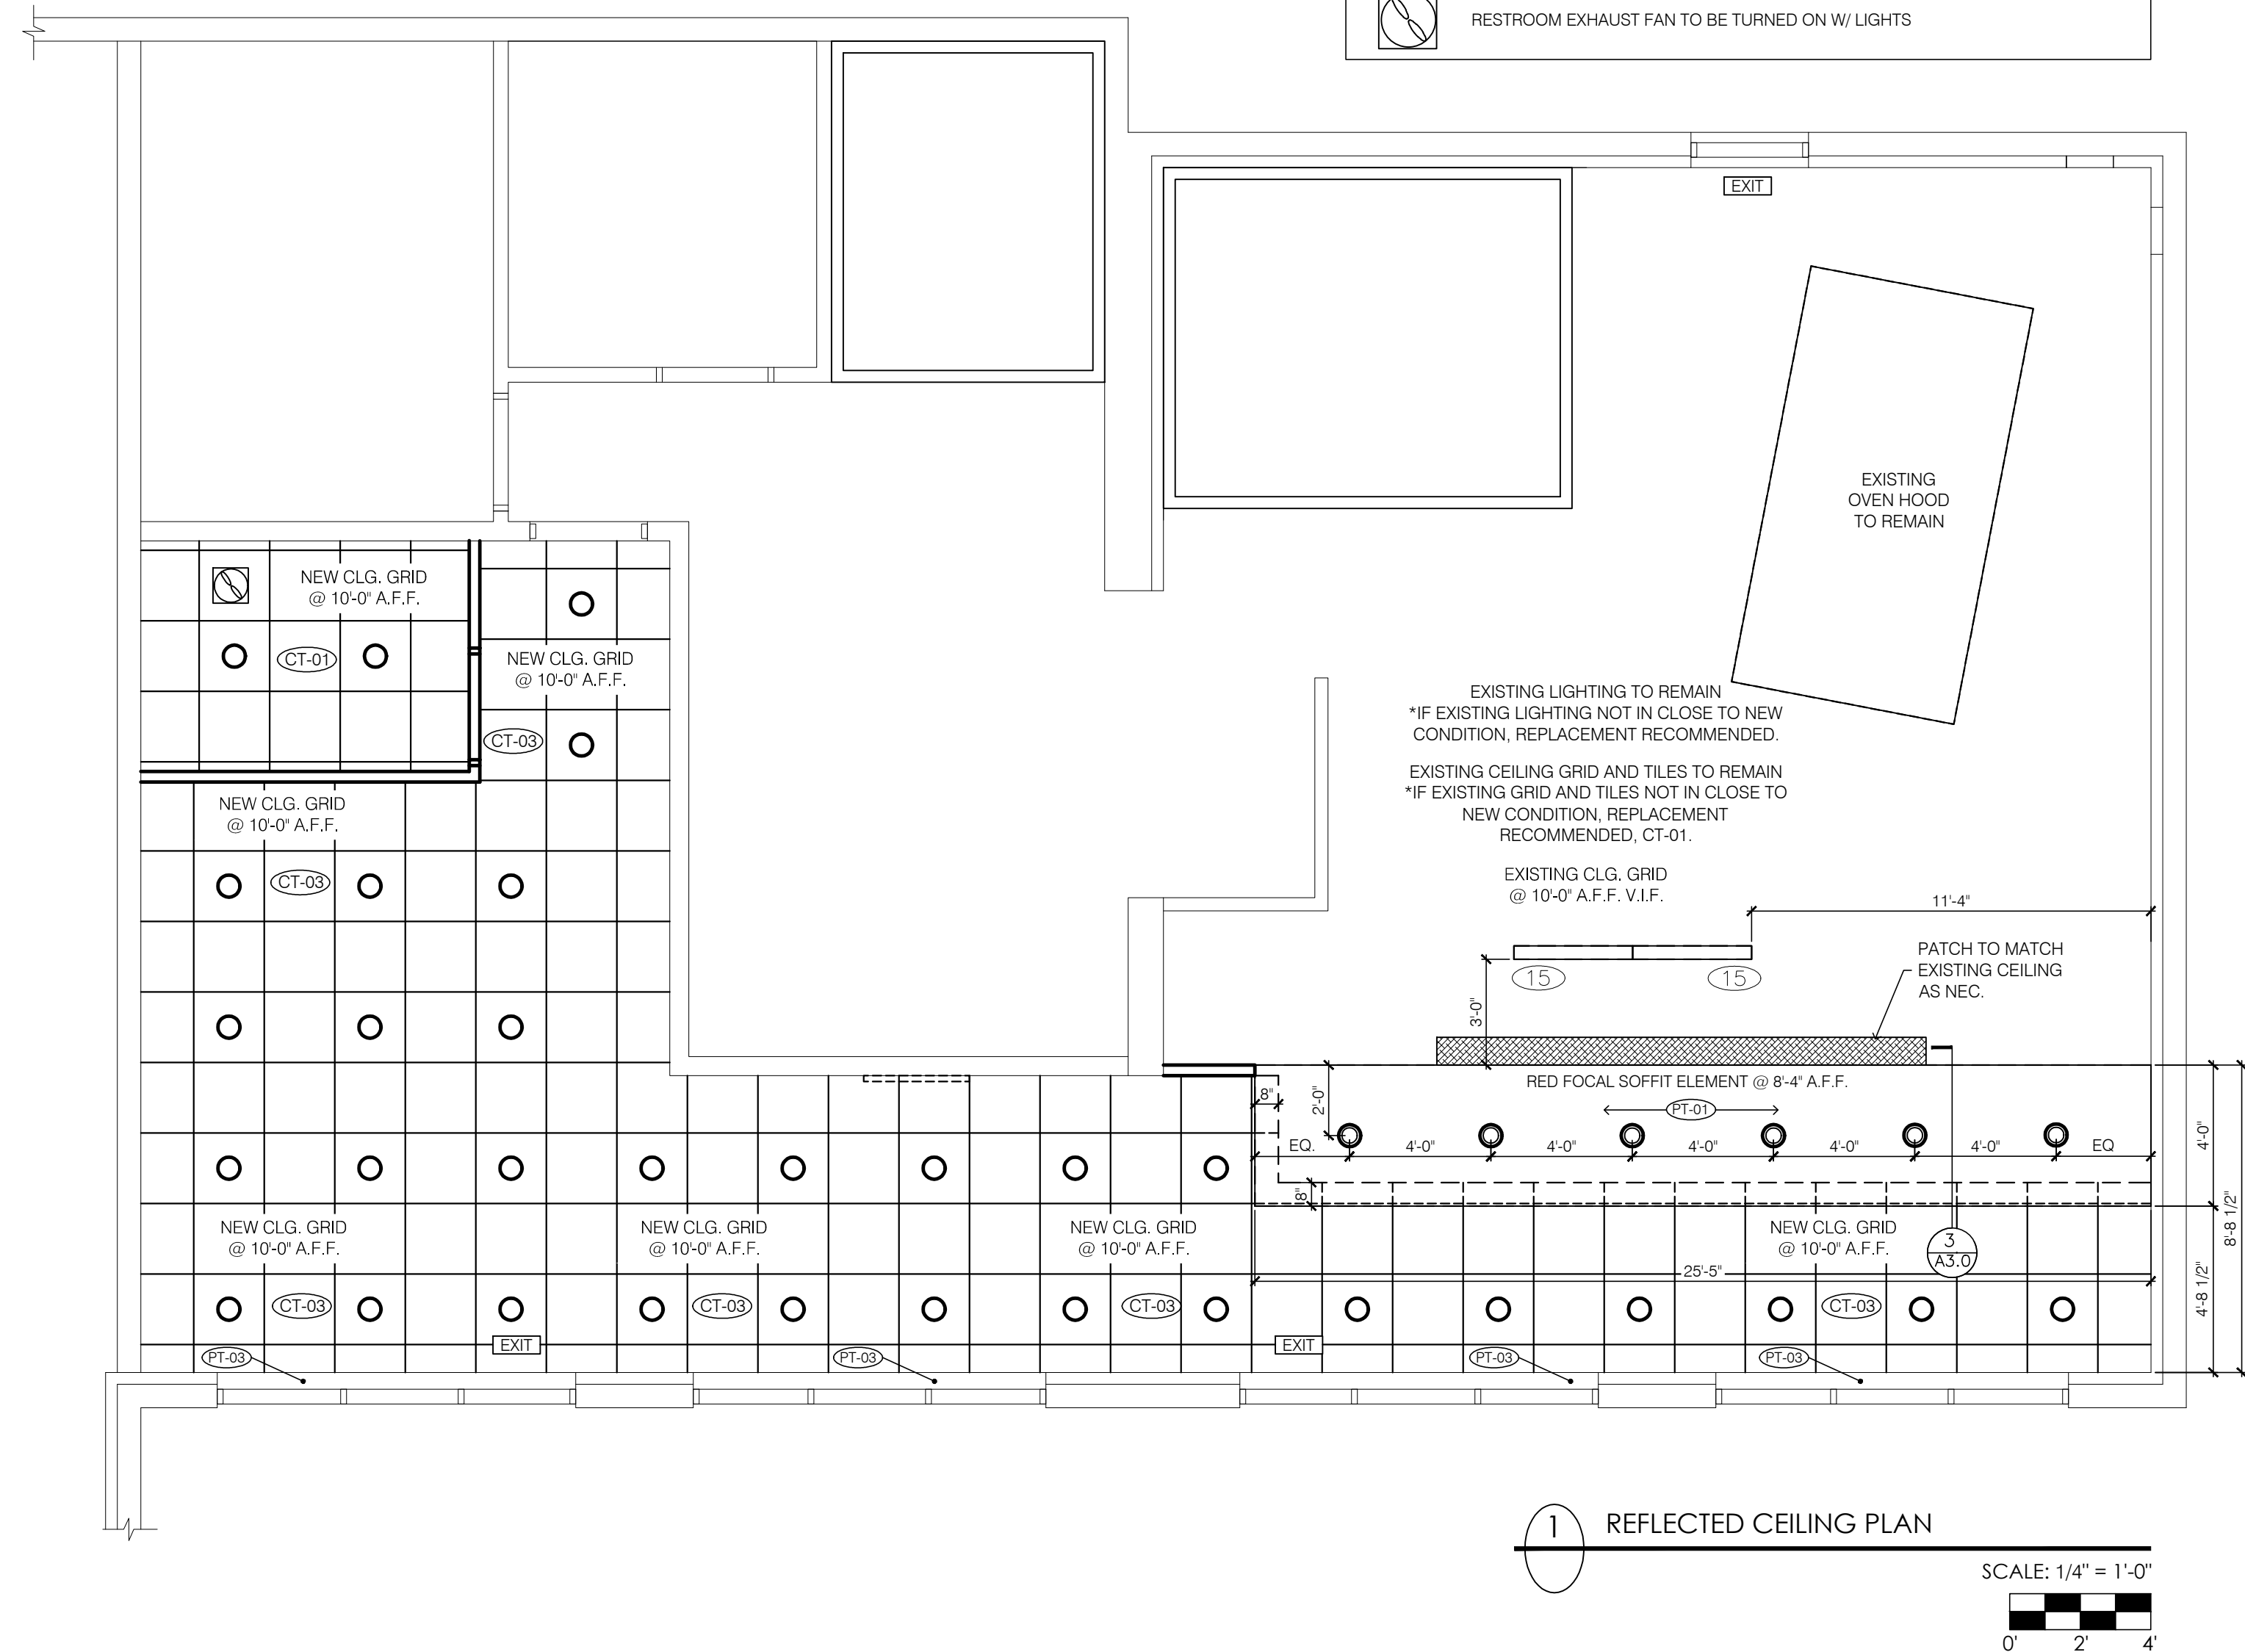 RESTROOM EXHAUST FAN TO BE TURNED ON W/ LIGHTS
EXIT
EXISTING
OVEN HOOD
TO REMAIN
NEW CLG. GRID
@ 10'-0" A.F.F.
CT-01
NEW CLG. GRID
@ 10'-0" A.F.F.
CT-03
NEW CLG. GRID
@ 10'-0" A.F.F.
CT-03
EXISTING LIGHTING TO REMAIN
*IF EXISTING LIGHTING NOT IN CLOSE TO NEW
CONDITION, REPLACEMENT RECOMMENDED.
EXISTING CEILING GRID AND TILES TO REMAIN
*IF EXISTING GRID AND TILES NOT IN CLOSE TO
NEW CONDITION, REPLACEMENT
RECOMMENDED, CT-01.
EXISTING CLG. GRID
@ 10'-0" A.F.F. V.I.F.
11'-4"
PATCH TO MATCH
EXISTING CEILING
AS NEC.
15
15
3'-0"
RED FOCAL SOFFIT ELEMENT @ 8'-4" A.F.F.
PT-01
8"
2'-0"
EQ.
4'-0"
4'-0"
4'-0"
4'-0"
4'-0"
EQ
8"
4'-0"
8'-8 1/2"
4'-8 1/2"
NEW CLG. GRID
@ 10'-0" A.F.F.
NEW CLG. GRID
@ 10'-0" A.F.F.
NEW CLG. GRID
@ 10'-0" A.F.F.
NEW CLG. GRID
@ 10'-0" A.F.F.
3
A3.0
25'-5"
CT-03
CT-03
CT-03
CT-03
EXIT
EXIT
PT-03
PT-03
PT-03
PT-03
1
REFLECTED CEILING PLAN
SCALE: 1/4" = 1'-0"
0' 2' 4'